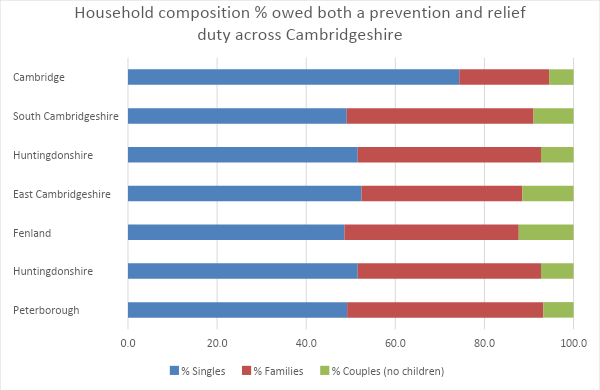 Household composition % owed both a prevention and relief
duty across Cambridgeshire
Cambridge
South Cambridgeshire
Huntingdonshire
East Cambridgeshire
Fenland
Huntingdonshire
Peterborough
0.0 20.0 40.0 60.0 80.0 100.0
% Singles % Families % Couples (no children)